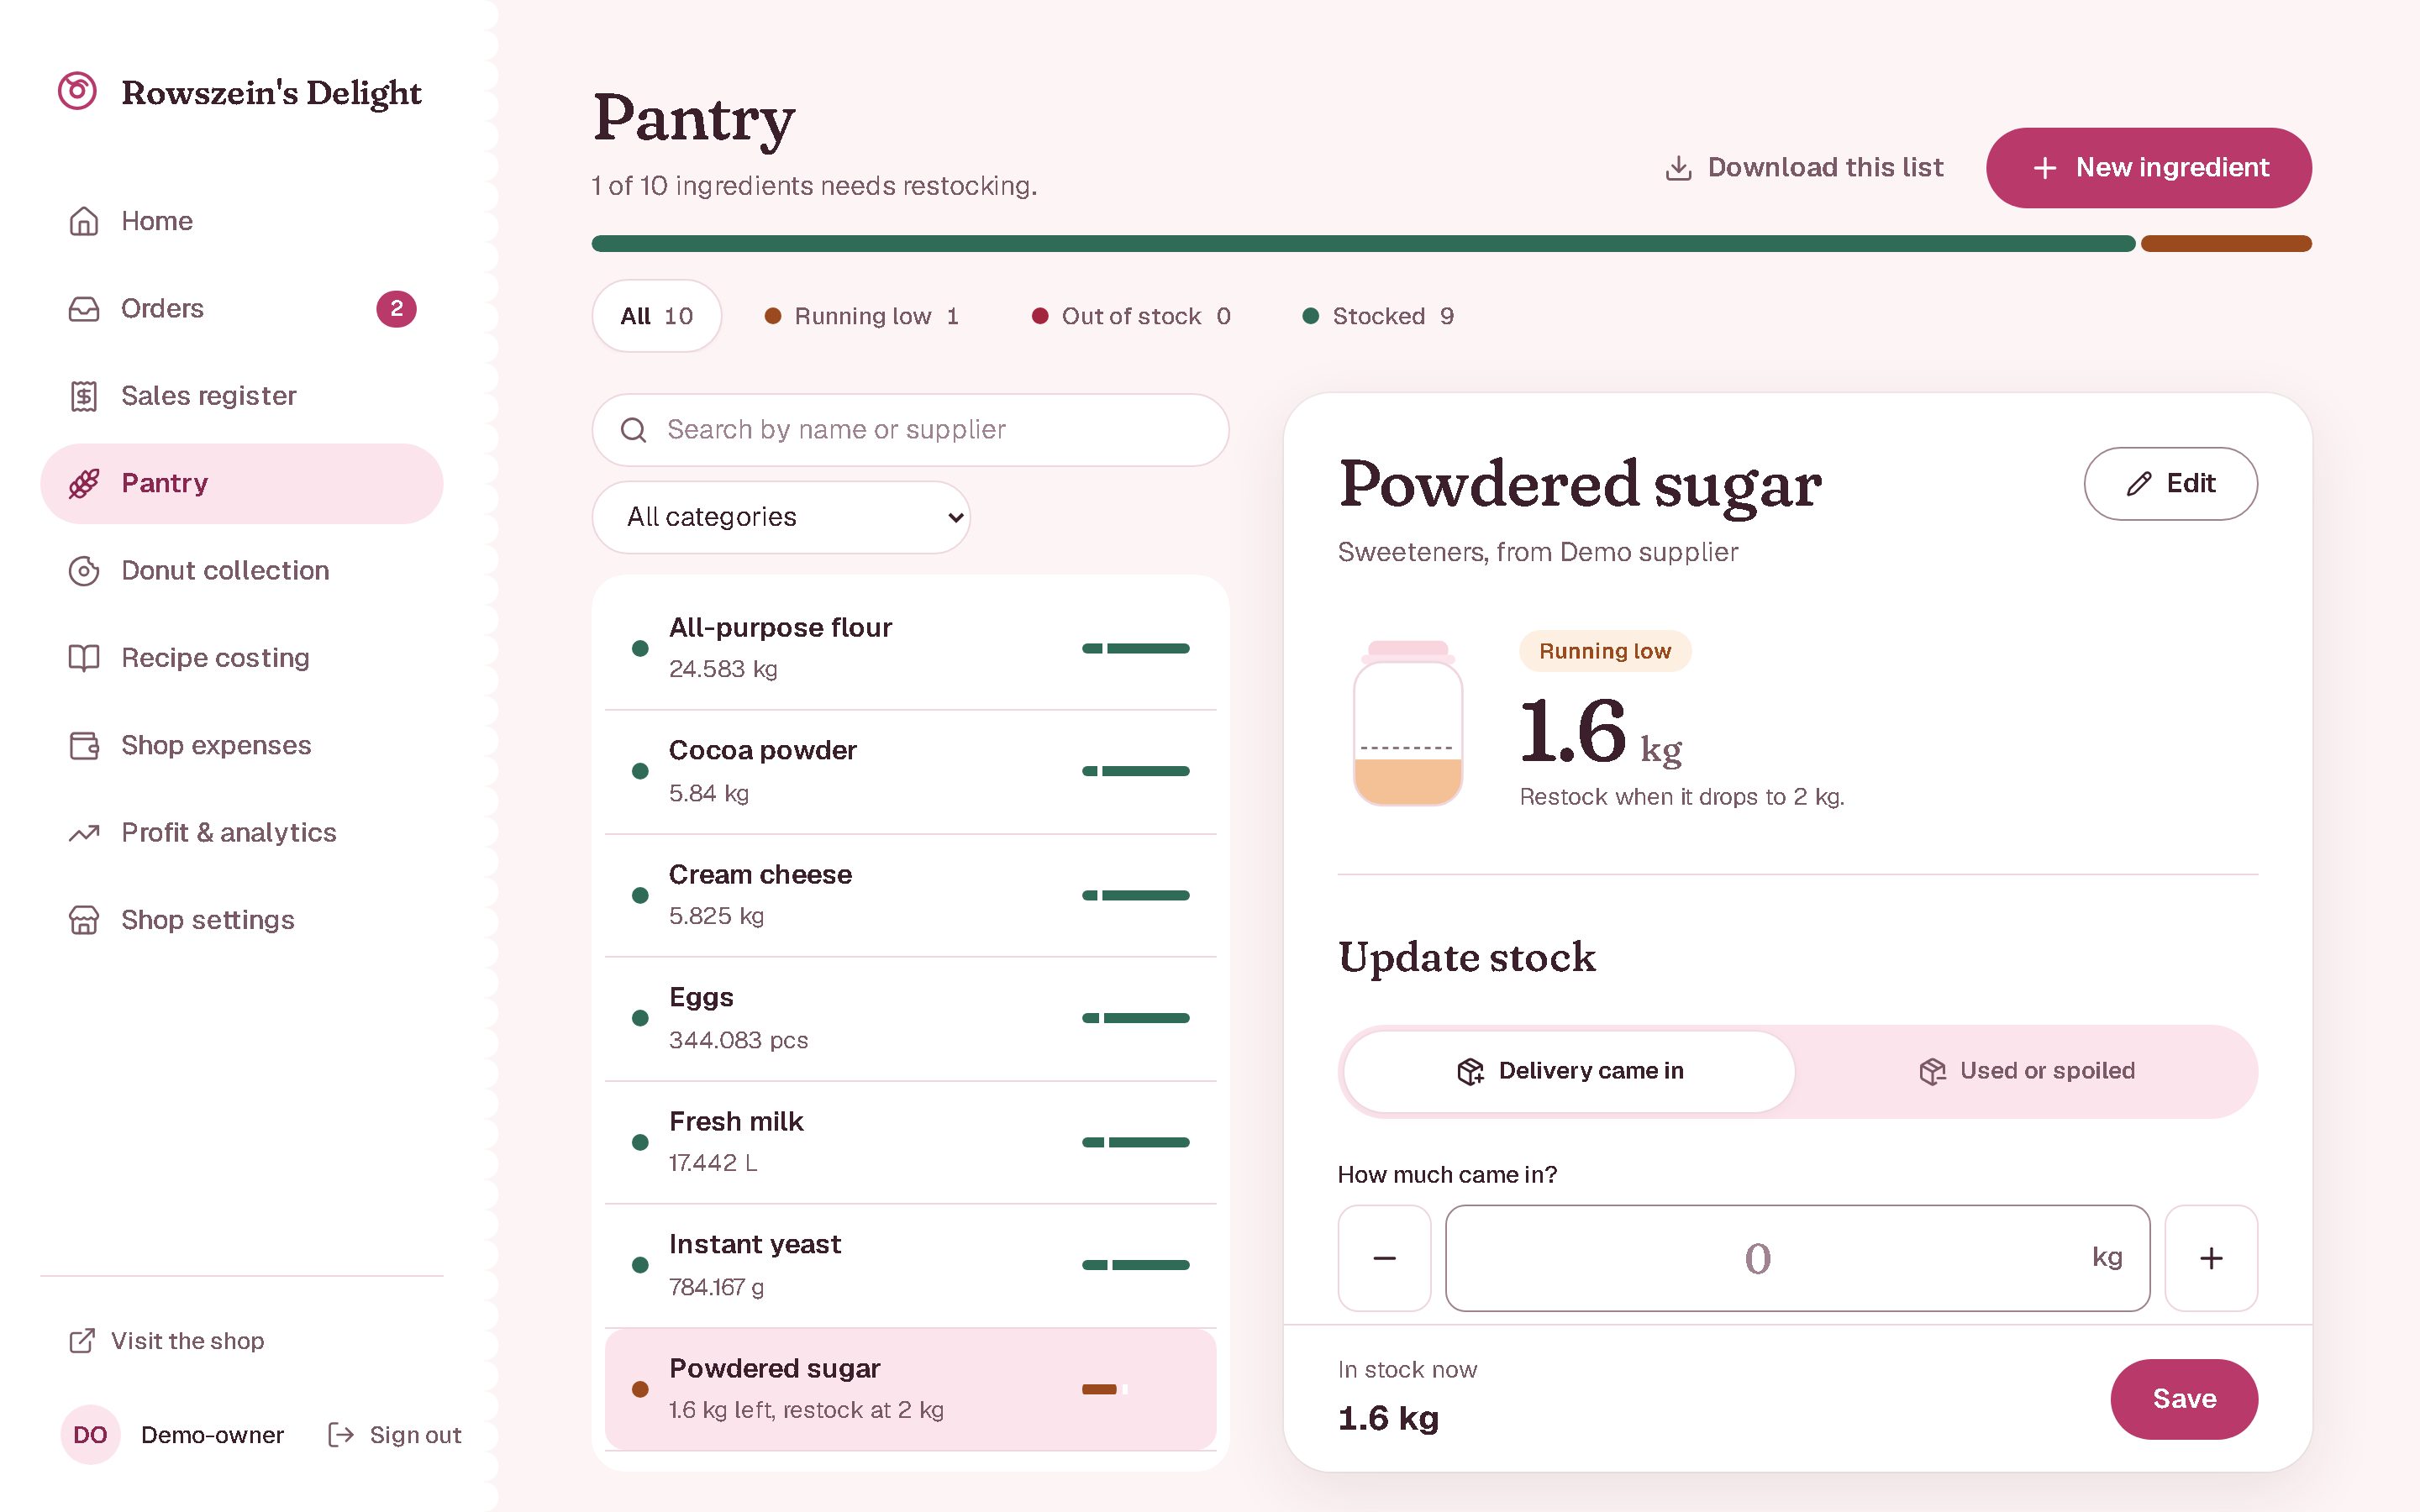 Rowszein's Delight
Home
Orders 2
Sales register
Pantry
Donut collection
Recipe costing
Shop expenses
Profit & analytics
Shop settings
Visit the shop
DO Demo-owner Sign out
Pantry
1 of 10 ingredients needs restocking.
Download this list
New ingredient
All 10 Running low 1 Out of stock 0 Stocked 9
Search by name or supplier
All categories
All-purpose flour
24.583 kg
Cocoa powder
5.84 kg
Cream cheese
5.825 kg
Eggs
344.083 pcs
Fresh milk
17.442 L
Instant yeast
784.167 g
Powdered sugar
1.6 kg left, restock at 2 kg
Powdered sugar
Edit
Sweeteners, from Demo supplier
Running low
1.6 kg
Restock when it drops to 2 kg.
Update stock
Delivery came in Used or spoiled
How much came in?
0 kg
In stock now
1.6 kg
Save